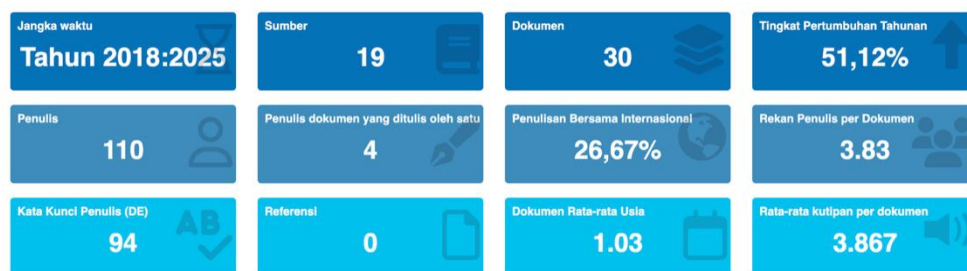 Jangka waktu
Tahun 2018:2025
Sumber
19
Dokumen
30
Tingkat Pertumbuhan Tahunan
51,12%
Penulis
110
Penulis dokumen yang ditulis oleh satu
4
Penulisan Bersama Internasional
26,67%
Rekan Penulis per Dokumen
3.83
Kata Kunci Penulis (DE)
94
AB
Referensi
0
Dokumen Rata-rata Usia
1.03
Rata-rata kutipan per dokumen
3.867